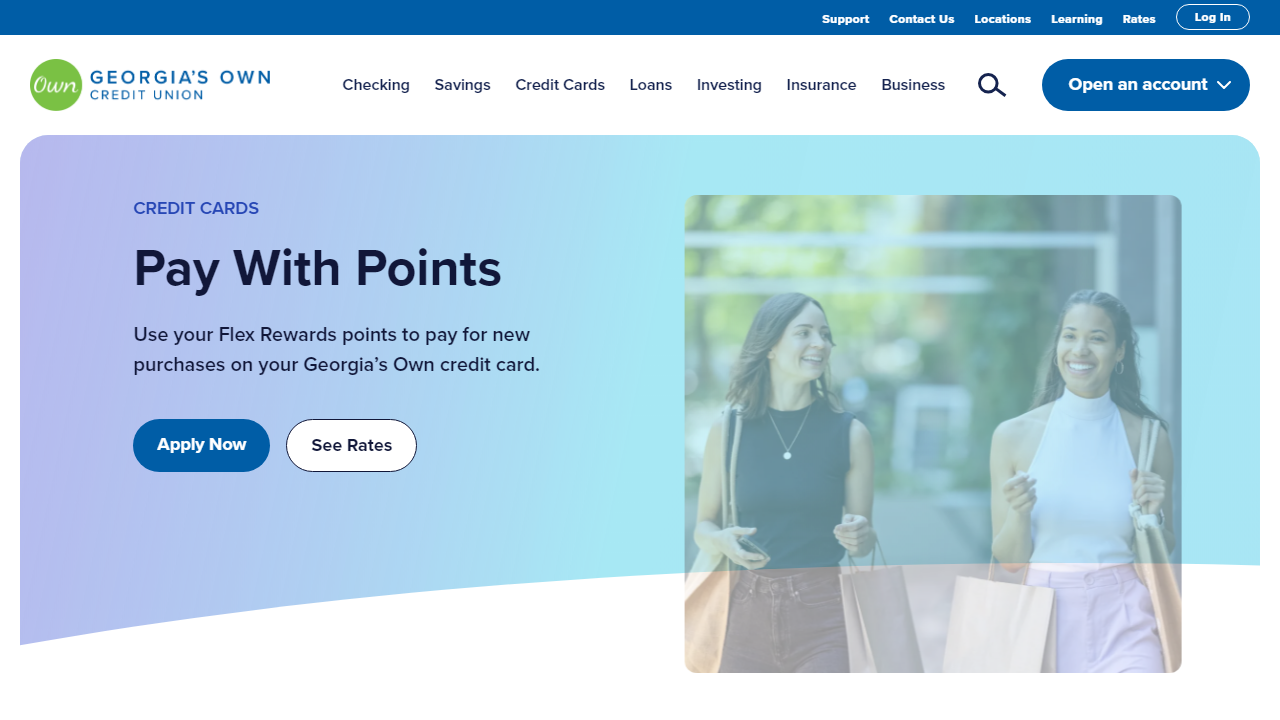 Support Contact Us Locations Learning Rates Log In
Own GEORGIA'S OWN
CREDIT UNION
Checking Savings Credit Cards Loans Investing Insurance Business Open an account
CREDIT CARDS
Pay With Points
Use your Flex Rewards points to pay for new
purchases on your Georgia’s Own credit card.
Apply Now See Rates